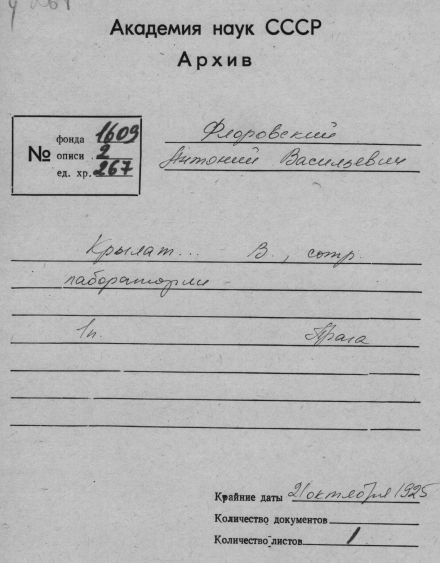 Академия наук СССР
Архив
№ фонда 1609
описи 2
ед. хр. 267
Флоровский
Антоний Васильевич
Крылат... В., сотр.
лаборатории -
1п. Прага
Крайние даты 21 октября 1925
Количество документов
Количество листов 1